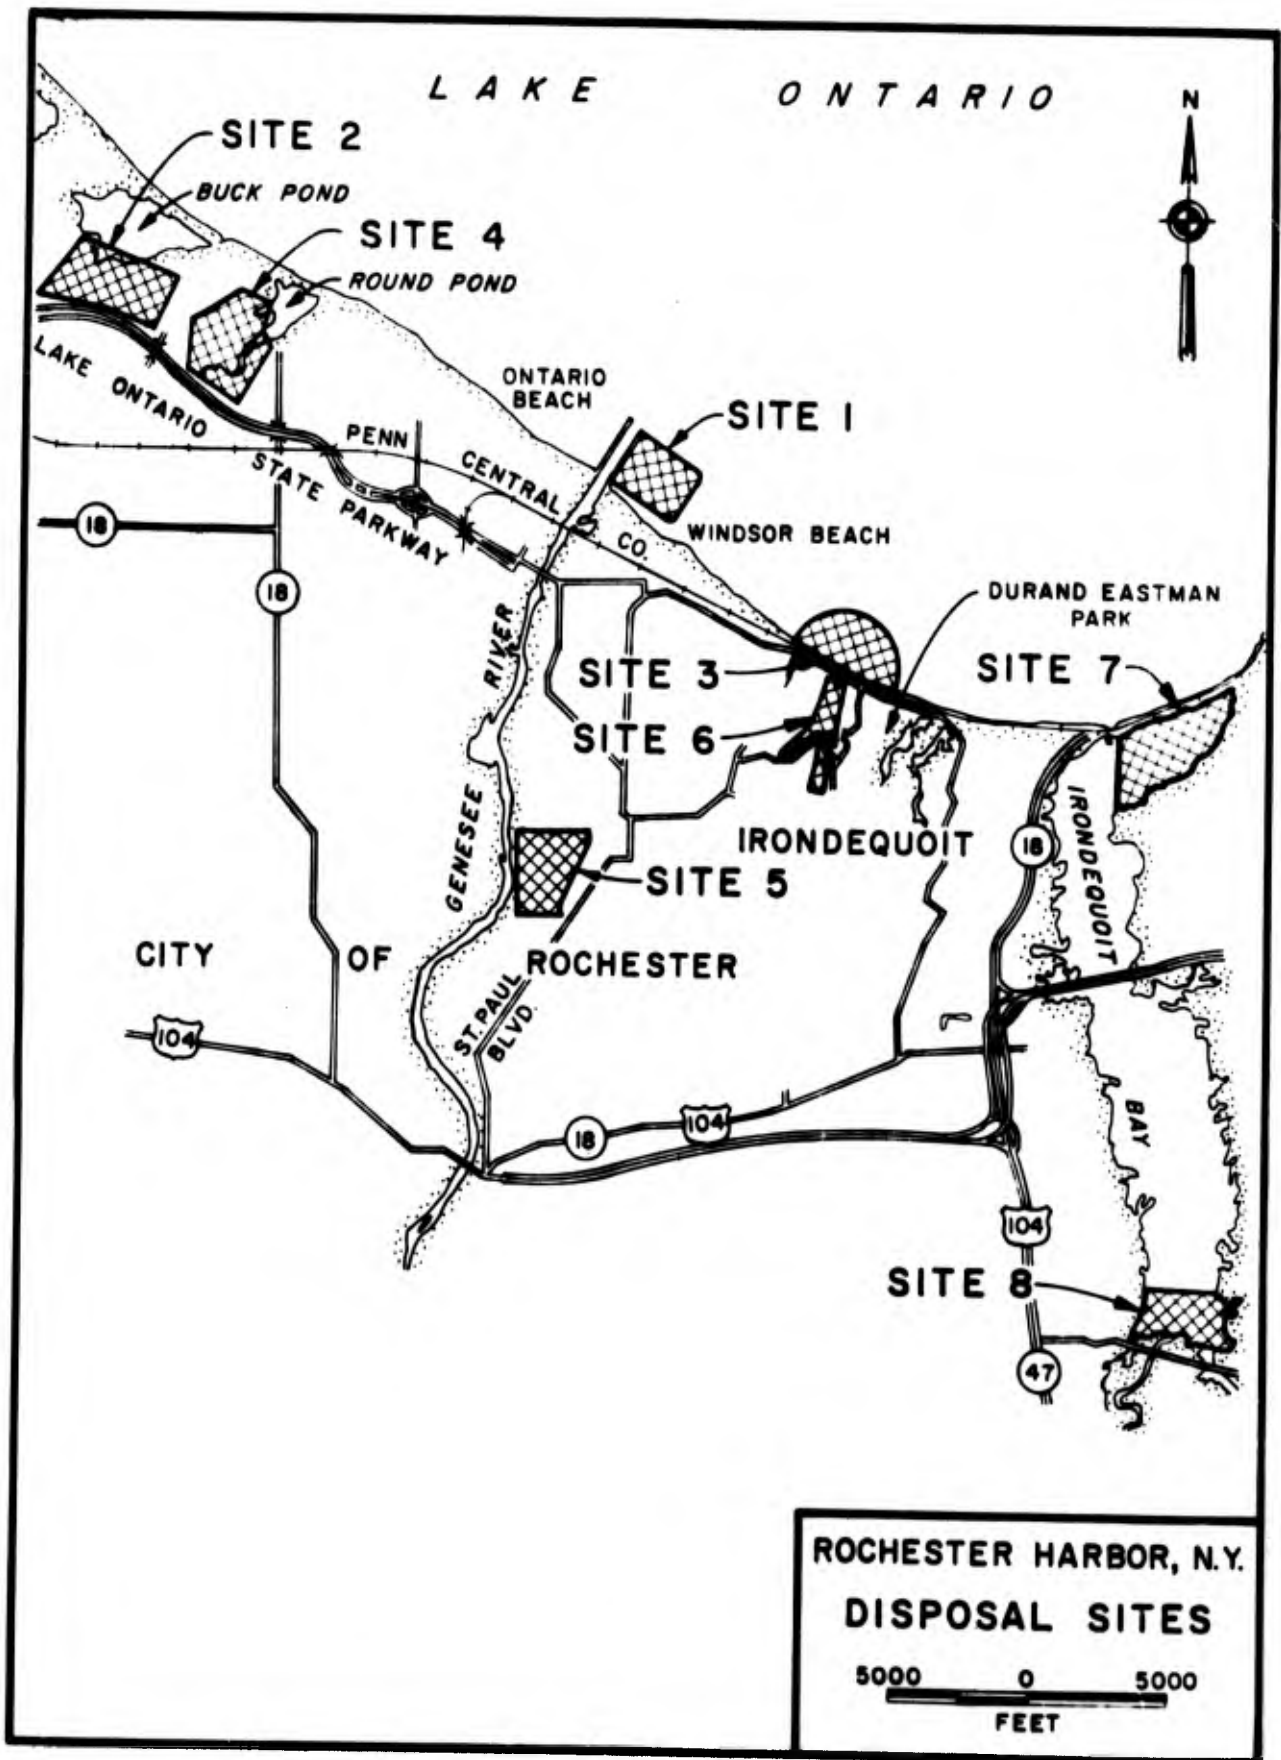 LAKE ONTARIO
N
SITE 2
BUCK POND
SITE 4
ROUND POND
LAKE ONTARIO STATE PARKWAY
ONTARIO
BEACH
SITE 1
PENN CENTRAL CO.
WINDSOR BEACH
18
18
DURAND EASTMAN
PARK
SITE 7
SITE 3
SITE 6
GENESEE RIVER
IRONDEQUOIT
18
IRONDEQUOIT BAY
SITE 5
CITY OF ROCHESTER
ST. PAUL
BLVD.
104
18
104
104
SITE 8
47
ROCHESTER HARBOR, N.Y.
DISPOSAL SITES
5000 0 5000
FEET